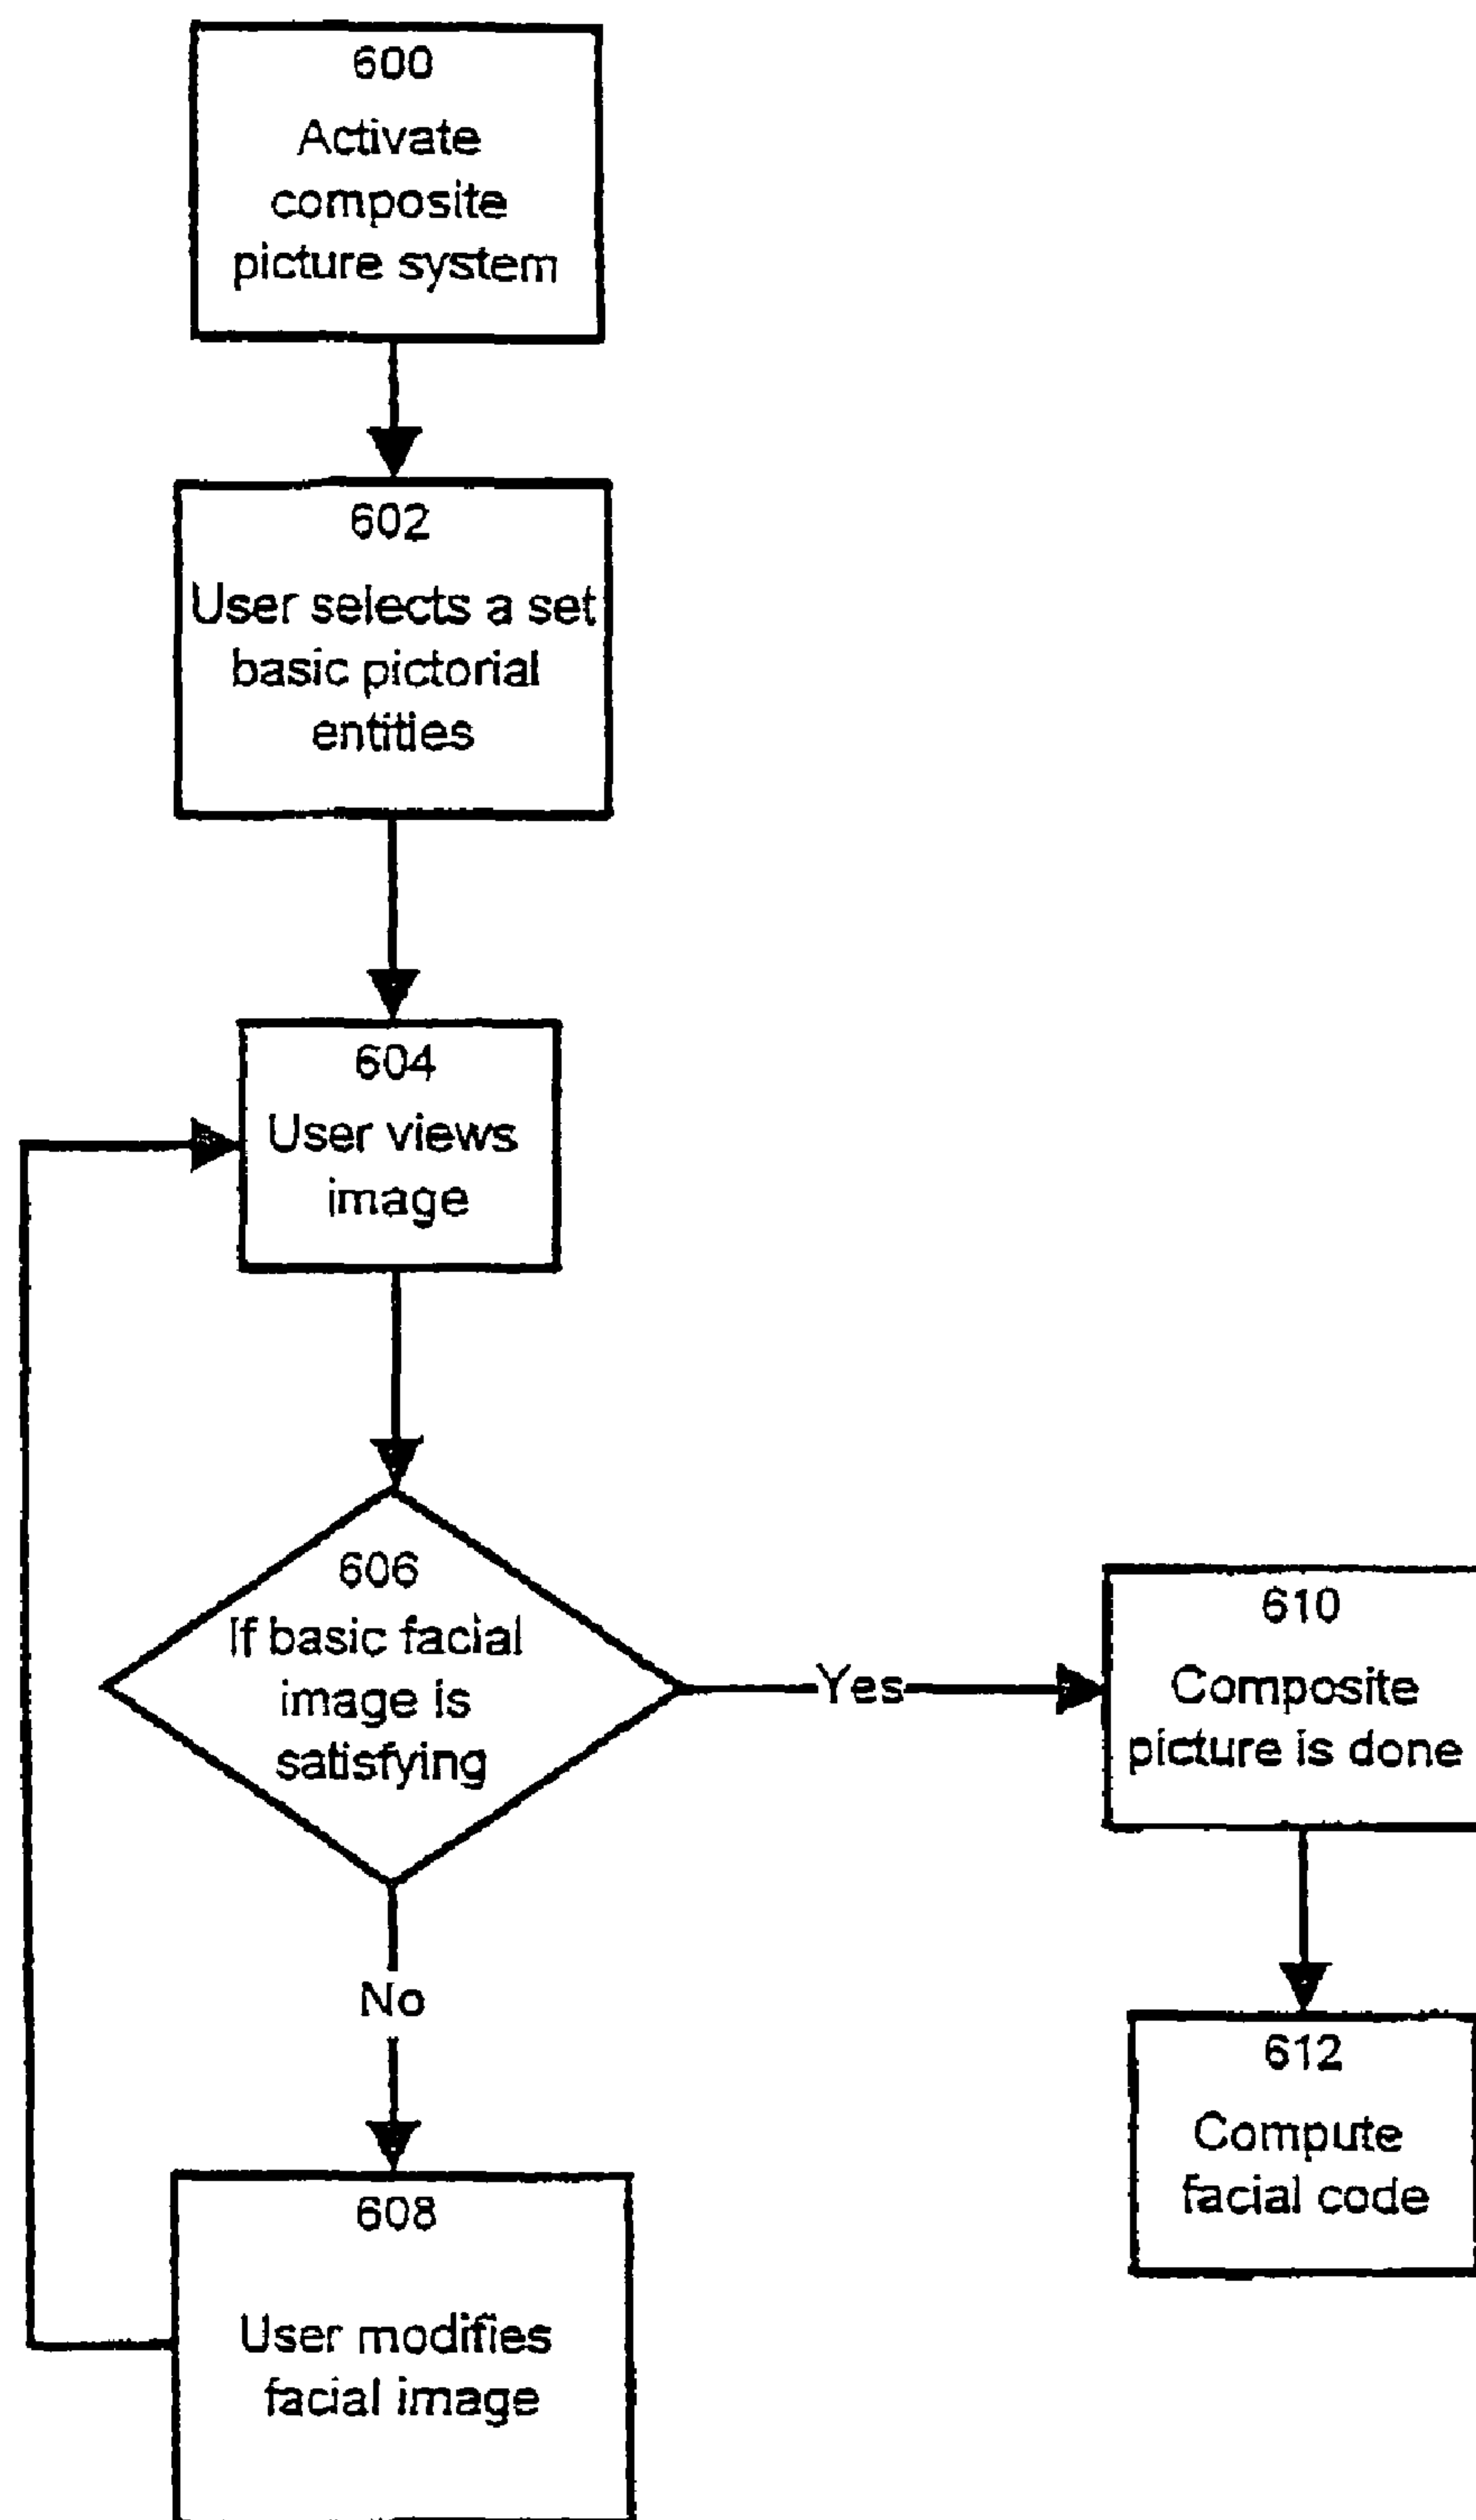 600
Activate
composite
picture system
602
User selects a set
basic pictorial
entities
604
User views
image
606
If basic facial
image is
satisfying
Yes
610
Composite
picture is done
No
612
Compute
facial code
608
User modifies
facial image